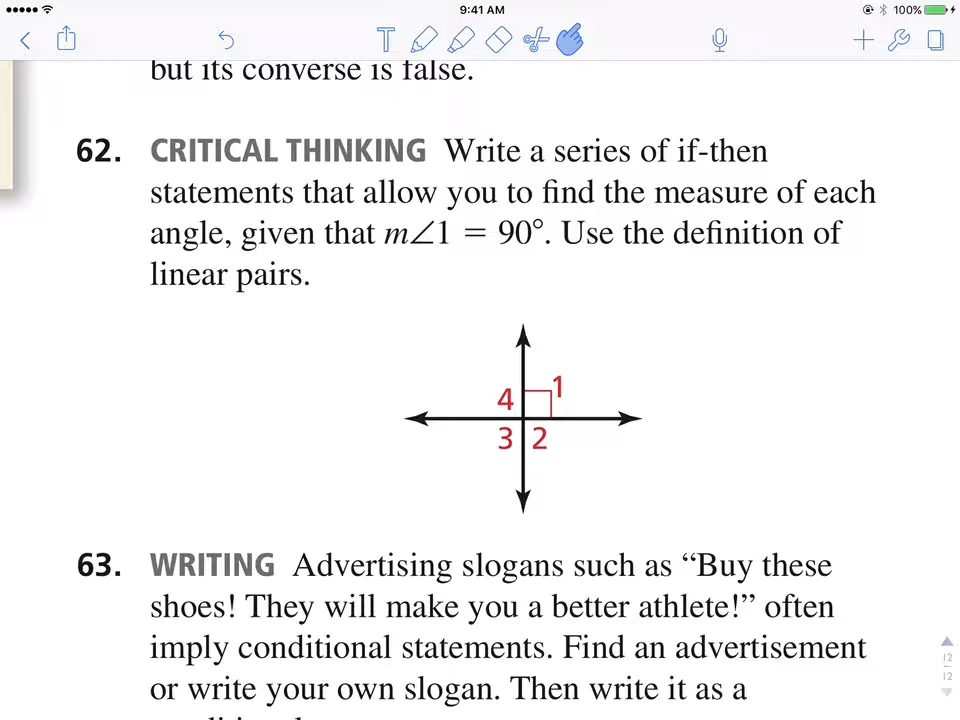 9:41 AM
100%
T
but its converse is false.
62. CRITICAL THINKING Write a series of if-then
statements that allow you to find the measure of each
angle, given that m∠1 = 90°. Use the definition of
linear pairs.
4 1
3 2
63. WRITING Advertising slogans such as “Buy these
shoes! They will make you a better athlete!” often
imply conditional statements. Find an advertisement
or write your own slogan. Then write it as a
12
12